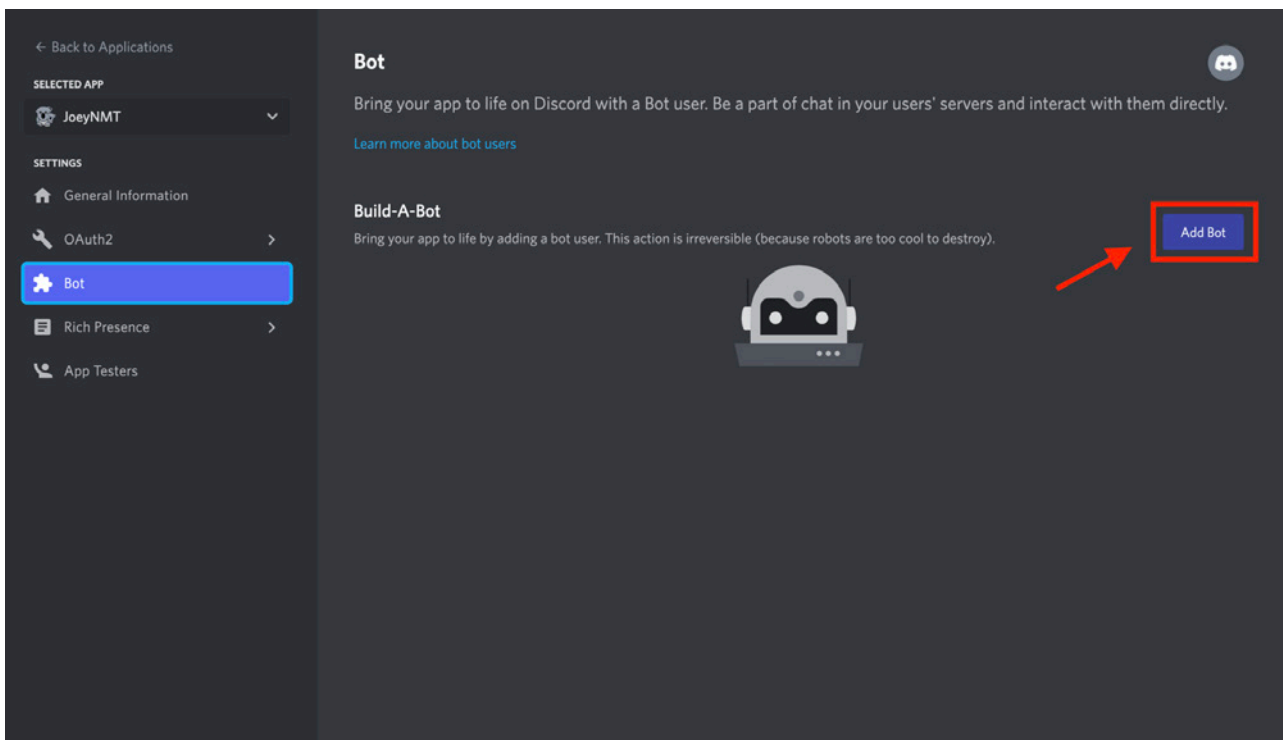 ← Back to Applications
SELECTED APP
JoeyNMT
SETTINGS
General Information
OAuth2
Bot
Rich Presence
App Testers
Bot
Bring your app to life on Discord with a Bot user. Be a part of chat in your users' servers and interact with them directly.
Learn more about bot users
Build-A-Bot
Bring your app to life by adding a bot user. This action is irreversible (because robots are too cool to destroy).
Add Bot